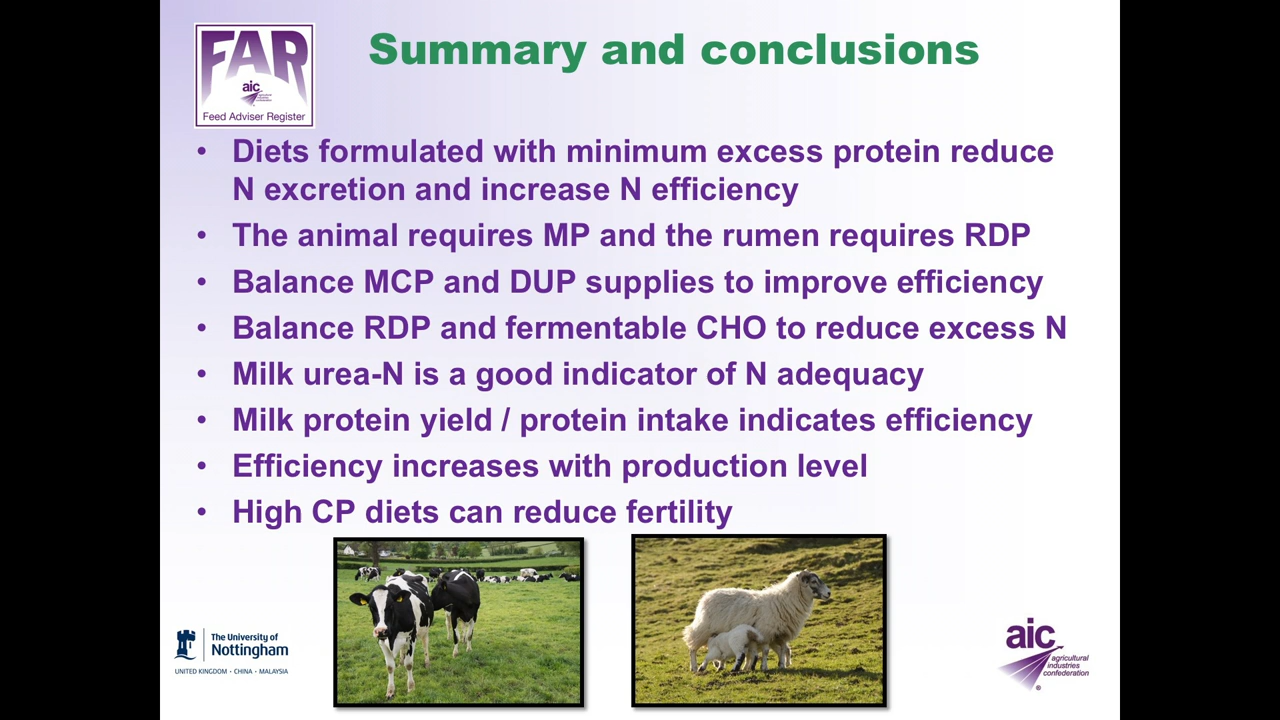 FAR
aic
Feed Adviser Register
Summary and conclusions
• Diets formulated with minimum excess protein reduce
N excretion and increase N efficiency
• The animal requires MP and the rumen requires RDP
• Balance MCP and DUP supplies to improve efficiency
• Balance RDP and fermentable CHO to reduce excess N
• Milk urea-N is a good indicator of N adequacy
• Milk protein yield / protein intake indicates efficiency
• Efficiency increases with production level
• High CP diets can reduce fertility
The University of
Nottingham
UNITED KINGDOM · CHINA · MALAYSIA
aic
agricultural
industries
confederation
®